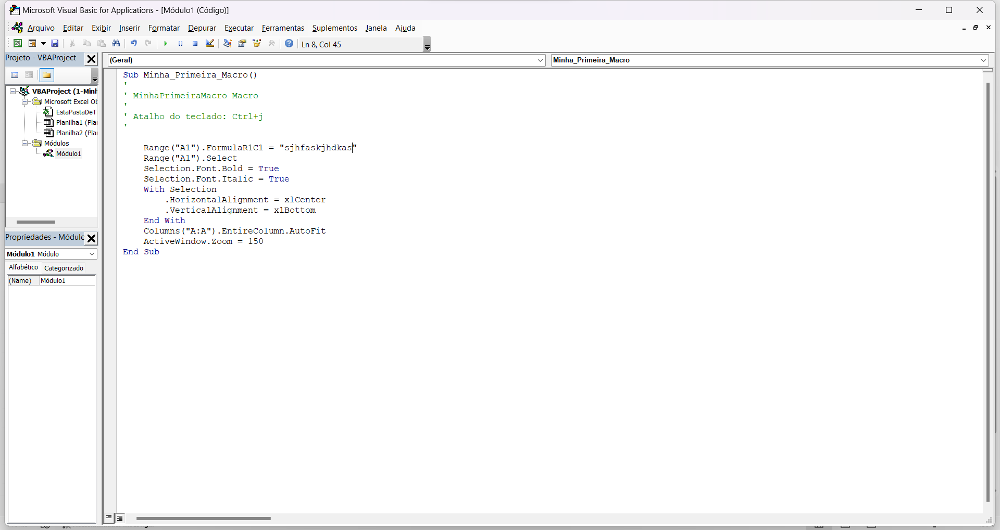 Microsoft Visual Basic for Applications - [Módulo1 (Código)]
Arquivo Editar Exibir Inserir Formatar Depurar Executar Ferramentas Suplementos Janela Ajuda
Ln 8, Col 45
Projeto - VBAProject
(Geral)
Minha_Primeira_Macro
VBAProject (1-Minh
Microsoft Excel Ob
EstaPastaDeT
Planilha1 (Plan
Planilha2 (Plan
Módulos
Módulo1
Propriedades - Módulo
Módulo1 Módulo
Alfabético Categorizado
(Name) Módulo1
Sub Minha_Primeira_Macro()
'
' MinhaPrimeiraMacro Macro
'
' Atalho do teclado: Ctrl+j
'
Range("A1").FormulaR1C1 = "sjhfaskjhdkas"
Range("A1").Select
Selection.Font.Bold = True
Selection.Font.Italic = True
With Selection
.HorizontalAlignment = xlCenter
.VerticalAlignment = xlBottom
End With
Columns("A:A").EntireColumn.AutoFit
ActiveWindow.Zoom = 150
End Sub